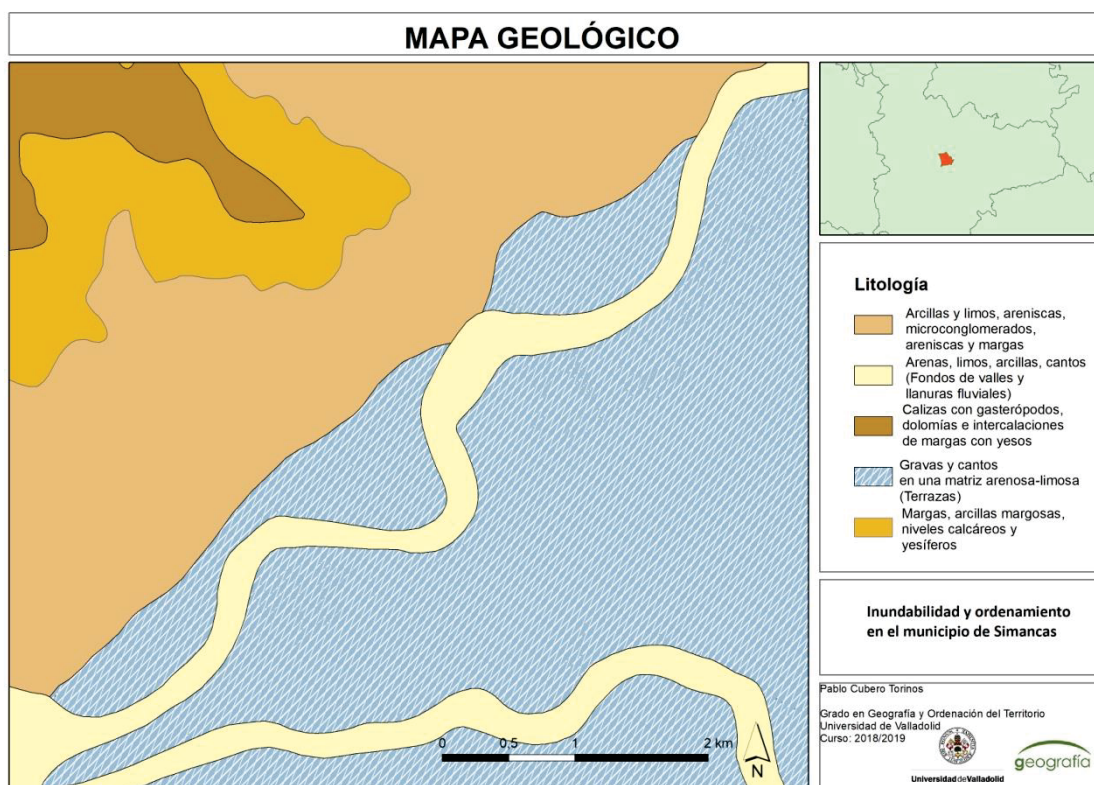 MAPA GEOLÓGICO
Litología
Arcillas y limos, areniscas,
microconglomerados,
areniscas y margas
Arenas, limos, arcillas, cantos
(Fondos de valles y
llanuras fluviales)
Calizas con gasterópodos,
dolomías e intercalaciones
de margas con yesos
Gravas y cantos
en una matriz arenosa-limosa
(Terrazas)
Margas, arcillas margosas,
niveles calcáreos y
yesíferos
Inundabilidad y ordenamiento
en el municipio de Simancas
Pablo Cubero Torinos
Grado en Geografía y Ordenación del Territorio
Universidad de Valladolid
Curso: 2018/2019
Universidad de Valladolid
geografía
0 0,5 1 2 km
N